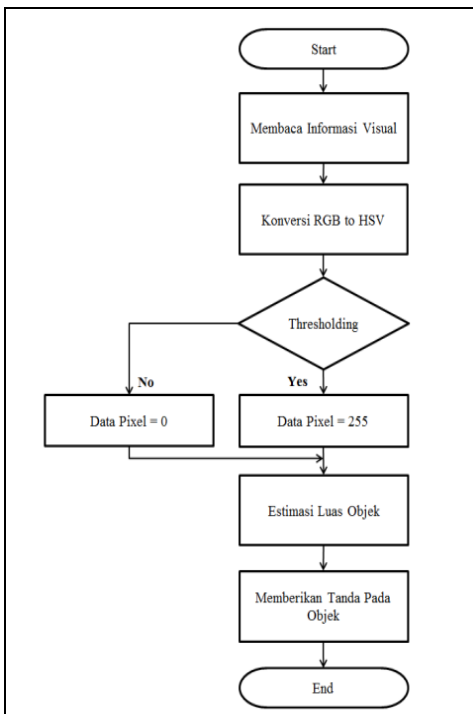 Start
Membaca Informasi Visual
Konversi RGB to HSV
Thresholding
No
Yes
Data Pixel = 0
Data Pixel = 255
Estimasi Luas Objek
Memberikan Tanda Pada
Objek
End